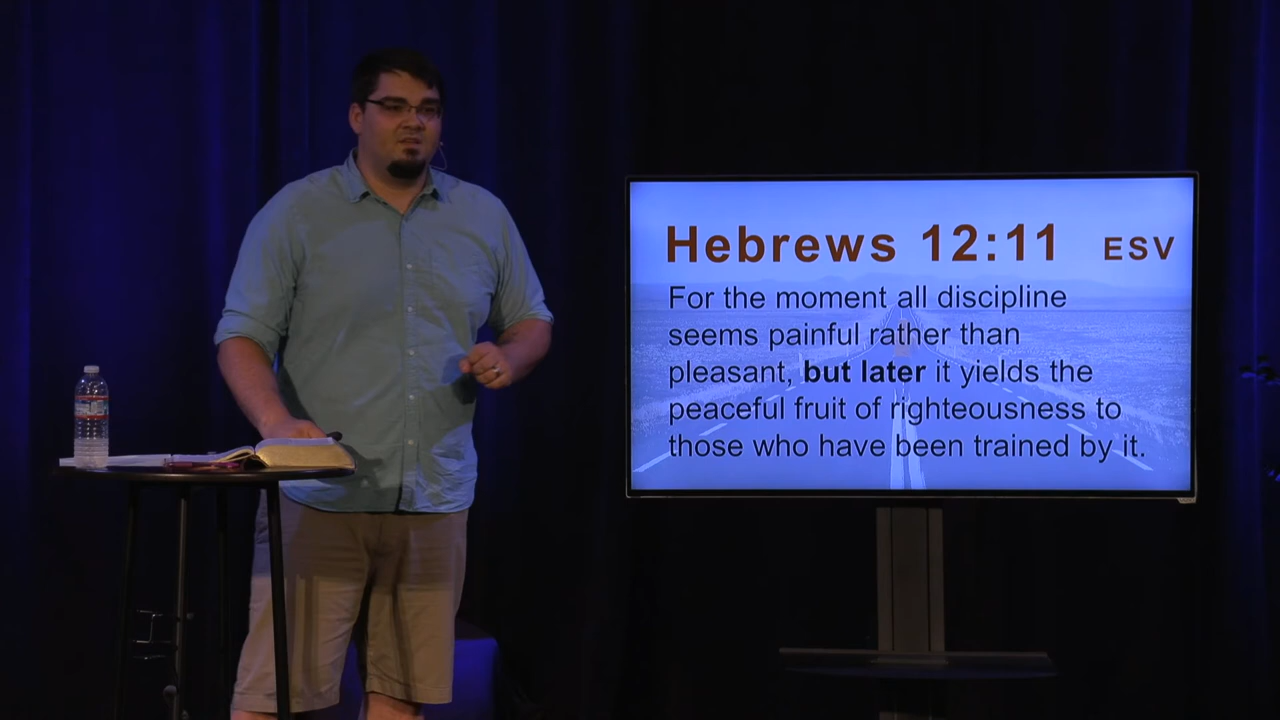 Hebrews 12:11 ESV
For the moment all discipline
seems painful rather than
pleasant, but later it yields the
peaceful fruit of righteousness to
those who have been trained by it.